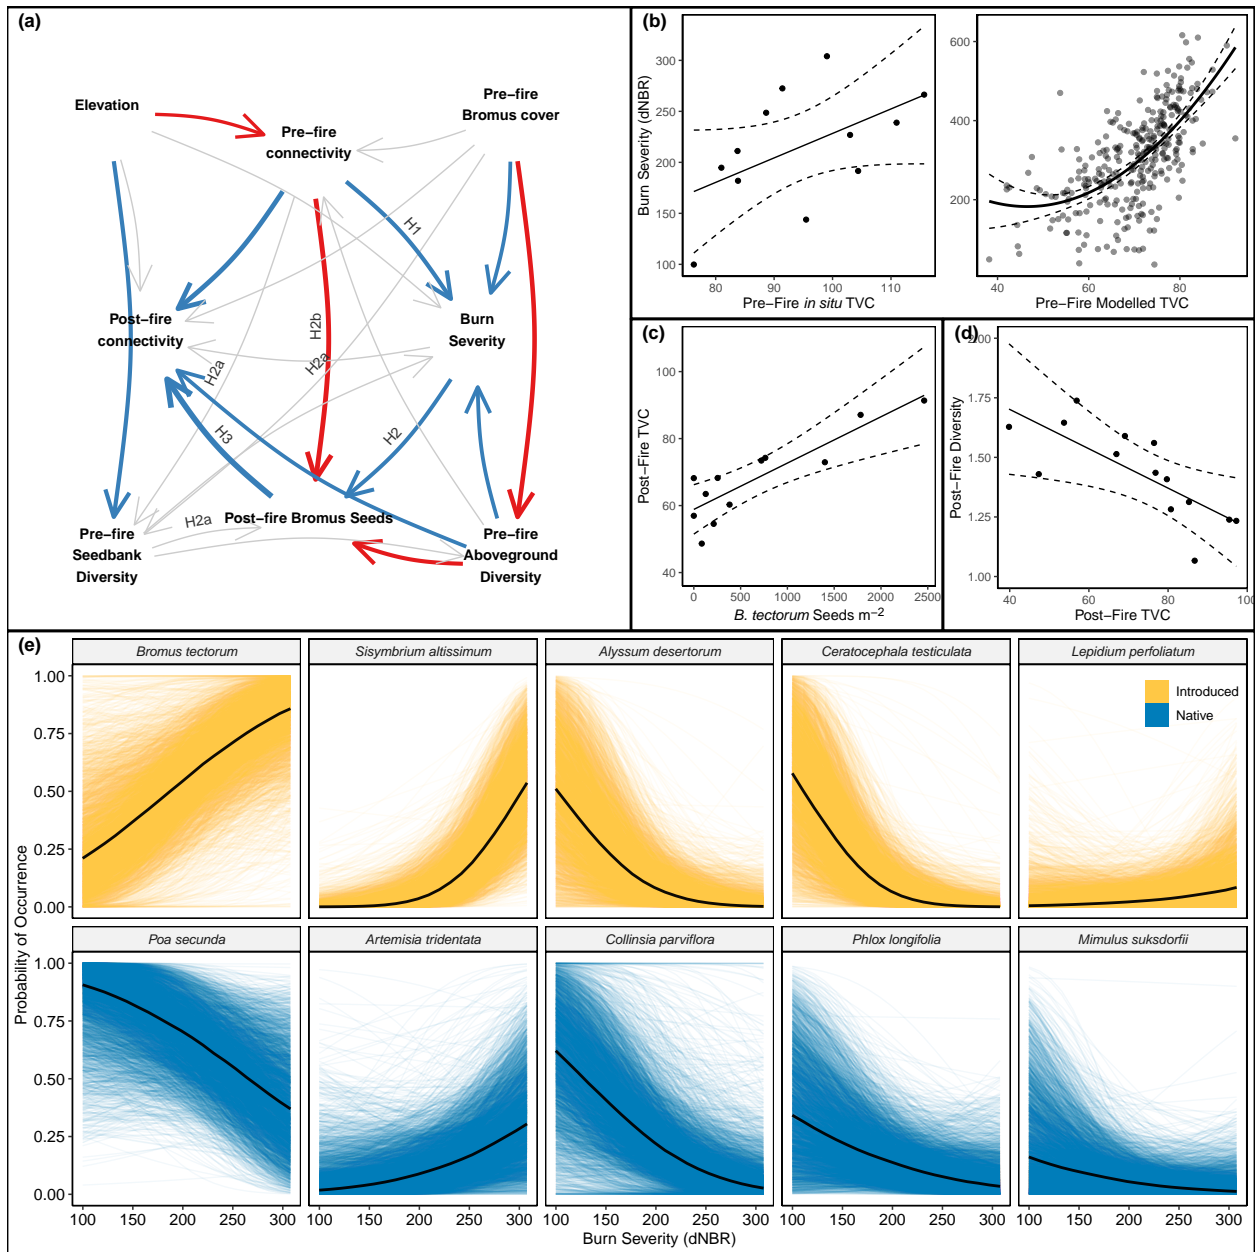 (a)
Elevation
Pre−fire
Bromus cover
Pre−fire
connectivity
H1
H2b
Post−fire
connectivity
Burn
Severity
H2a
H2a
H3
H2
H2a
Post−fire Bromus Seeds
Pre−fire
Seedbank
Diversity
Pre−fire
Aboveground
Diversity
(b)
Burn Severity (dNBR)
300
250
200
150
100
80
90
100
110
Pre−Fire in situ TVC
600
400
200
40
60
80
Pre−Fire Modelled TVC
(c)
Post−Fire TVC
100
80
60
40
0
500
1000
1500
2000
2500
B. tectorum Seeds m−2
(d)
Post−Fire Diversity
2.00
1.75
1.50
1.25
1.00
40
60
80
100
Post−Fire TVC
(e)
Bromus tectorum
Sisymbrium altissimum
Alyssum desertorum
Ceratocephala testiculata
Lepidium perfoliatum
Introduced
Native
1.00
0.75
0.50
0.25
0.00
Probability of Occurrence
Poa secunda
Artemisia tridentata
Collinsia parviflora
Phlox longifolia
Mimulus suksdorfii
1.00
0.75
0.50
0.25
0.00
100 150 200 250 300
100 150 200 250 300
100 150 200 250 300
100 150 200 250 300
100 150 200 250 300
Burn Severity (dNBR)